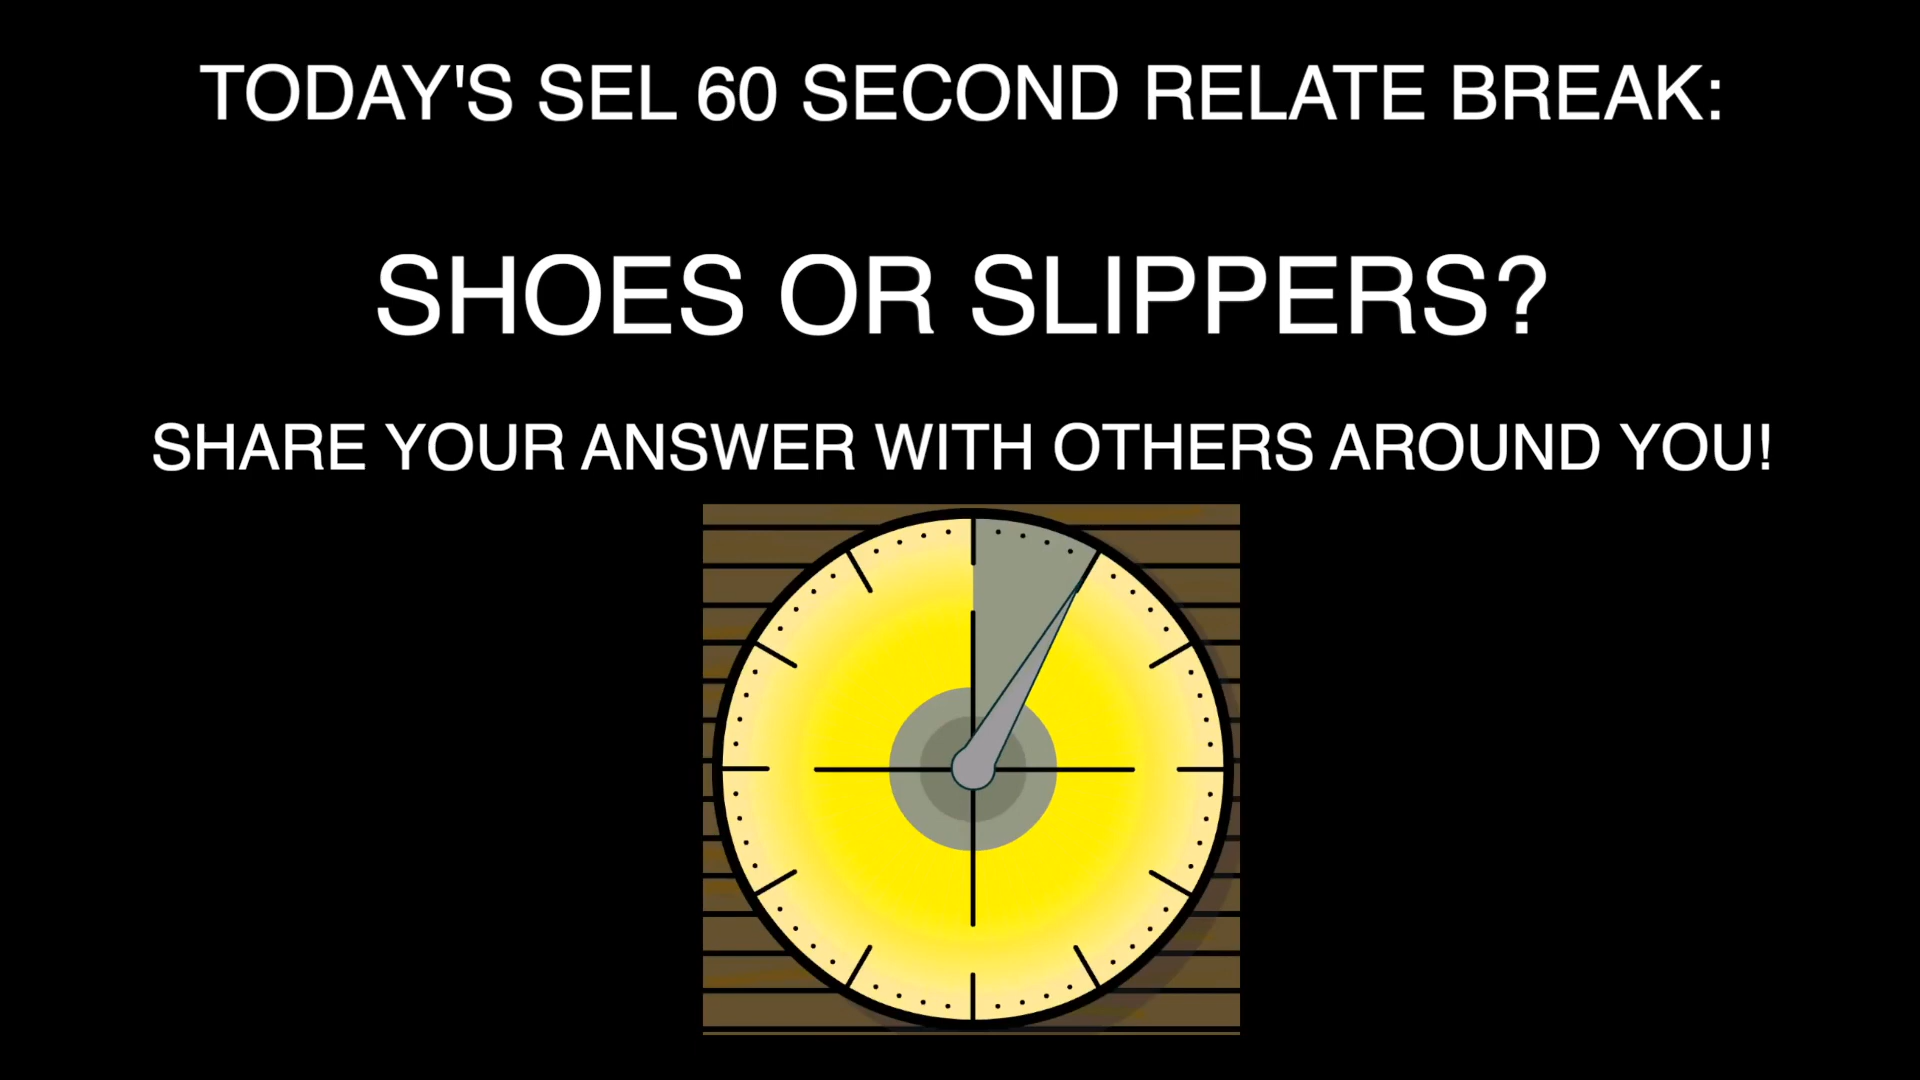 TODAY'S SEL 60 SECOND RELATE BREAK:
SHOES OR SLIPPERS?
SHARE YOUR ANSWER WITH OTHERS AROUND YOU!